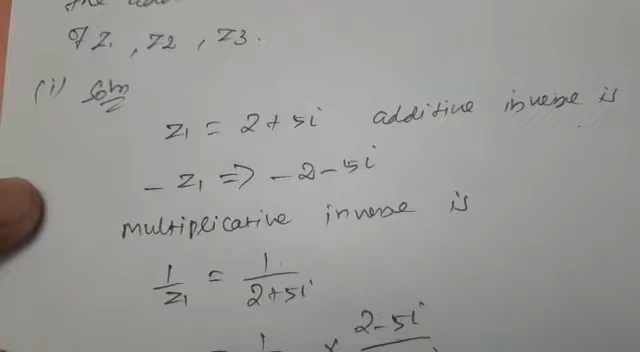 of z₁, z2, z3.
(i) Soln
z₁ = 2+5i additive inverse is
- z₁ => -2-5i
multiplicative inverse is
1/z₁ = 1/2+5i
× 2-5i